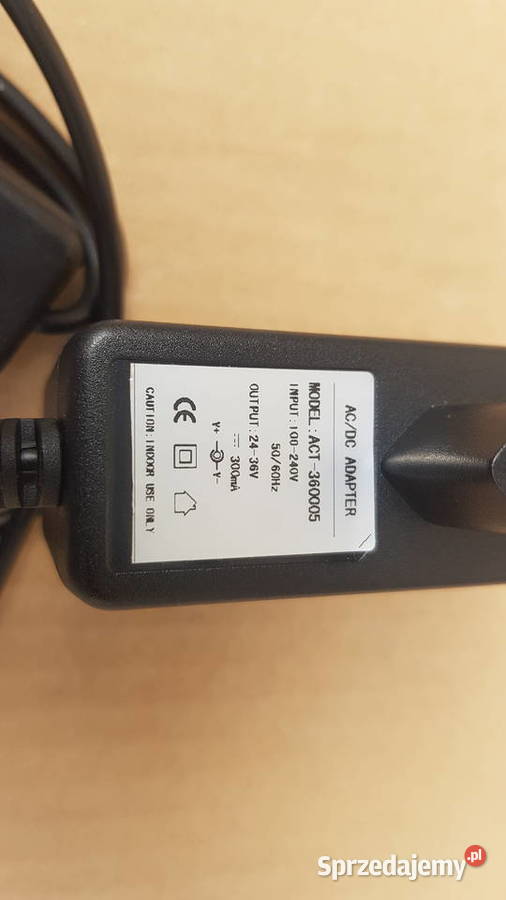 AC/DC ADAPTER
MODEL:ACT-360005
INPUT:100-240V
50/60Hz
OUTPUT:24-36V
⎓ 300mA
V+ V-
CE
CAUTION:INDOOR USE ONLY
Sprzedajemy.pl